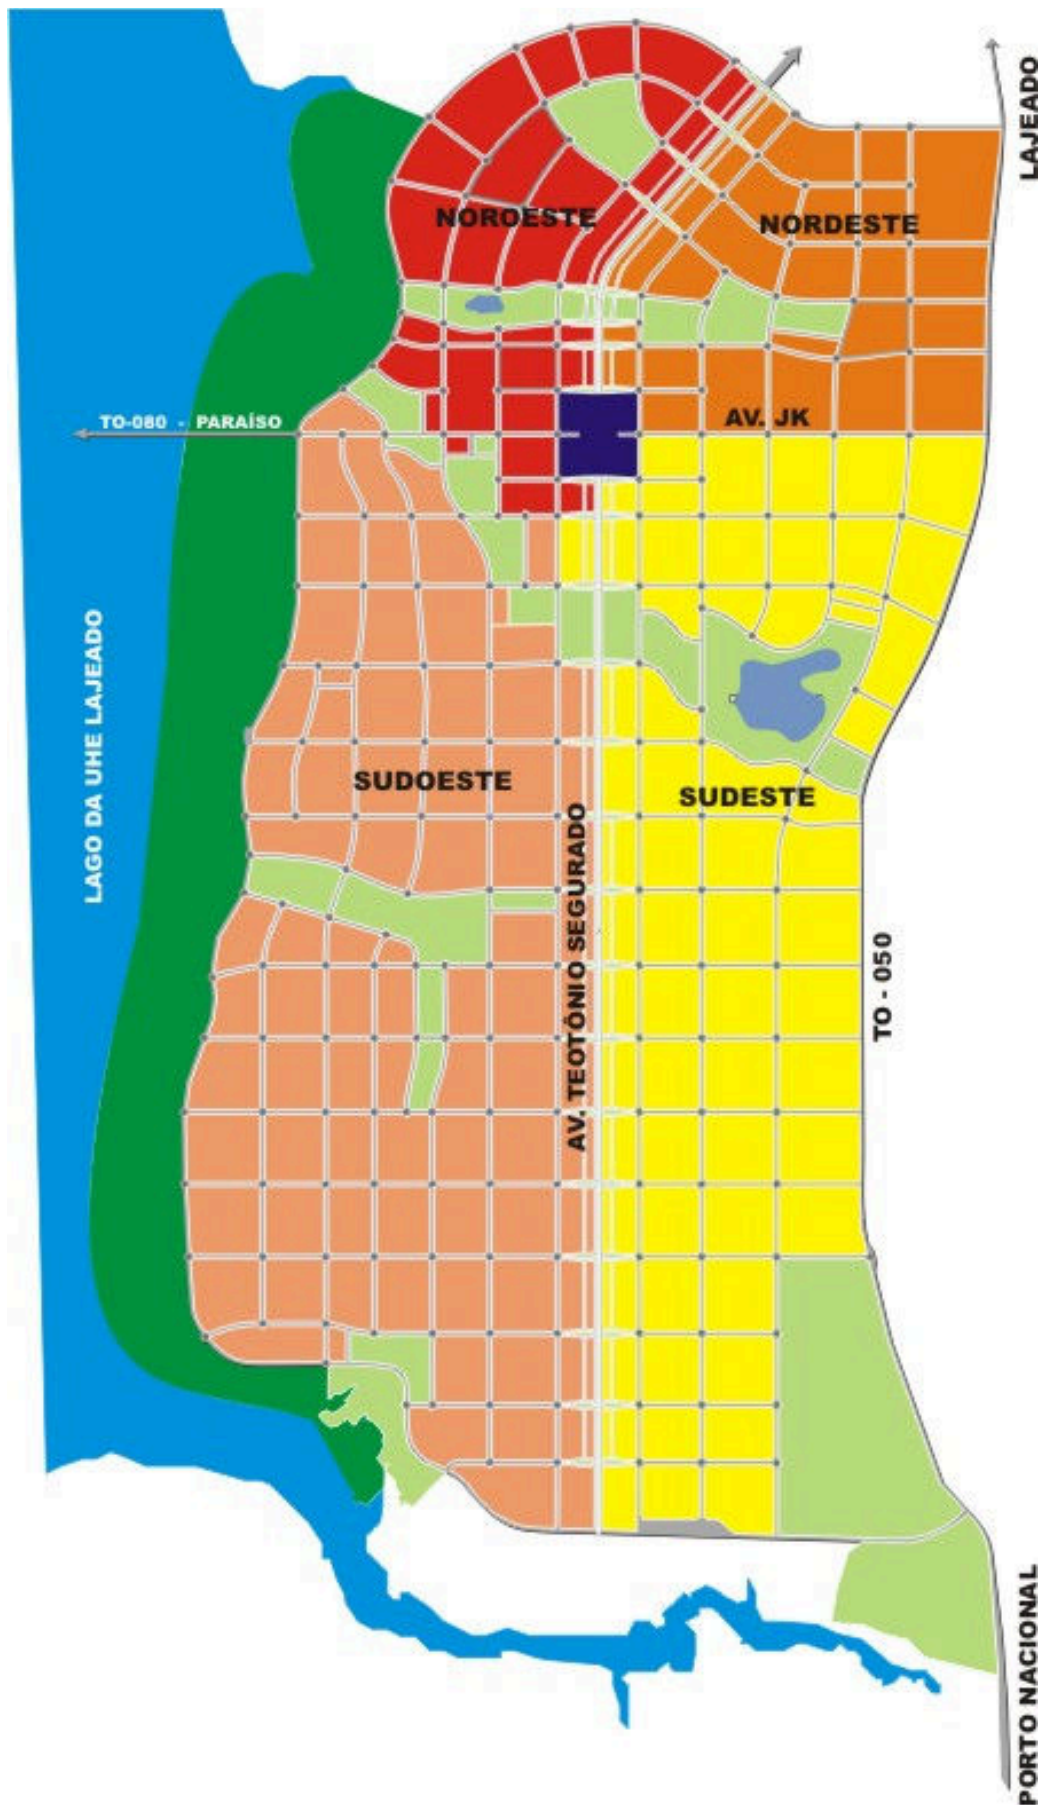 LAJEADO
NOROESTE
NORDESTE
TO-080 - PARAÍSO
AV. JK
LAGO DA UHE LAJEADO
SUDOESTE
SUDESTE
AV. TEOTÔNIO SEGURADO
TO - 050
PORTO NACIONAL